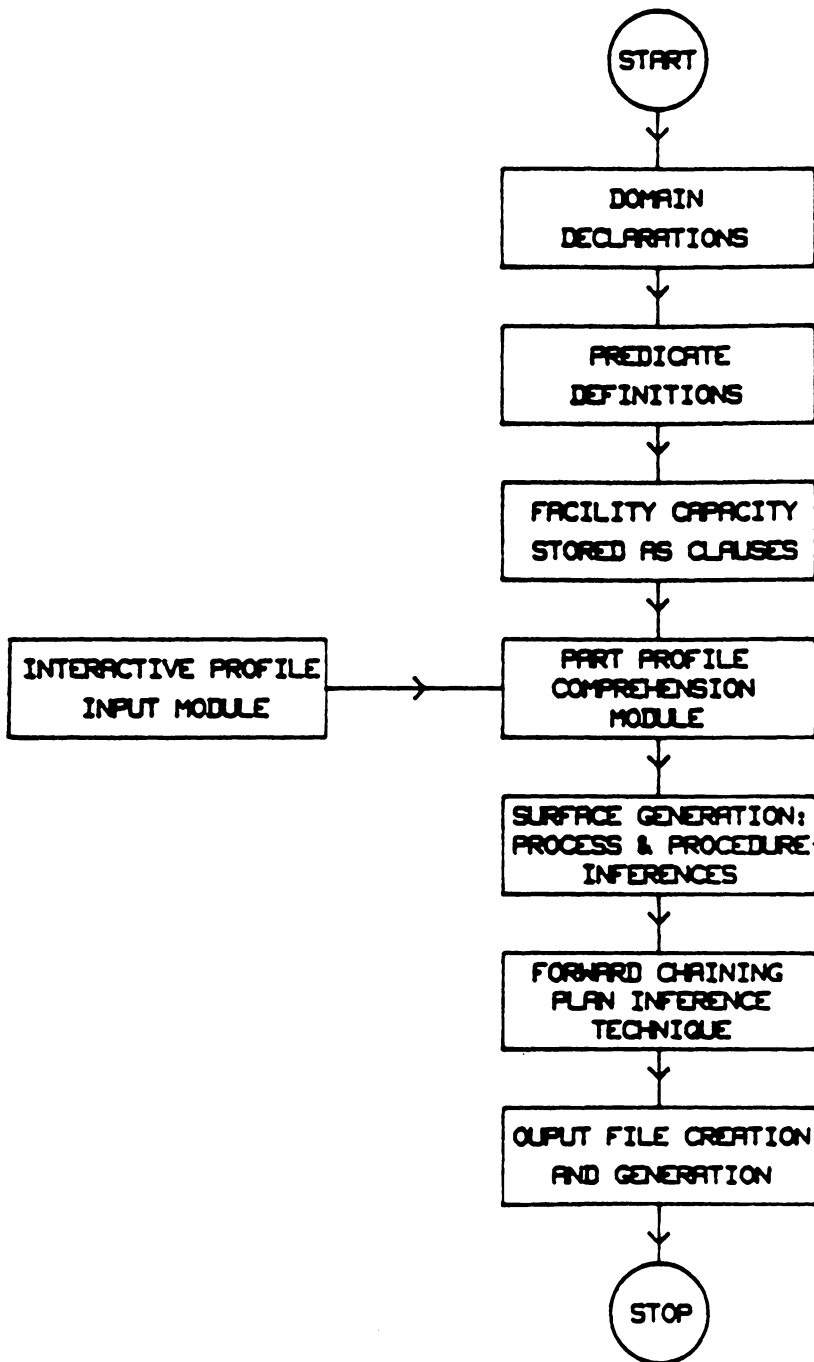 START
DOMAIN
DECLARATIONS
PREDICATE
DEFINITIONS
FACILITY CAPACITY
STORED AS CLAUSES
INTERACTIVE PROFILE
INPUT MODULE
PART PROFILE
COMPREHENSION
MODULE
SURFACE GENERATION:
PROCESS & PROCEDURE-
INFERENCES
FORWARD CHAINING
PLAN INFERENCE
TECHNIQUE
OUPUT FILE CREATION
AND GENERATION
STOP